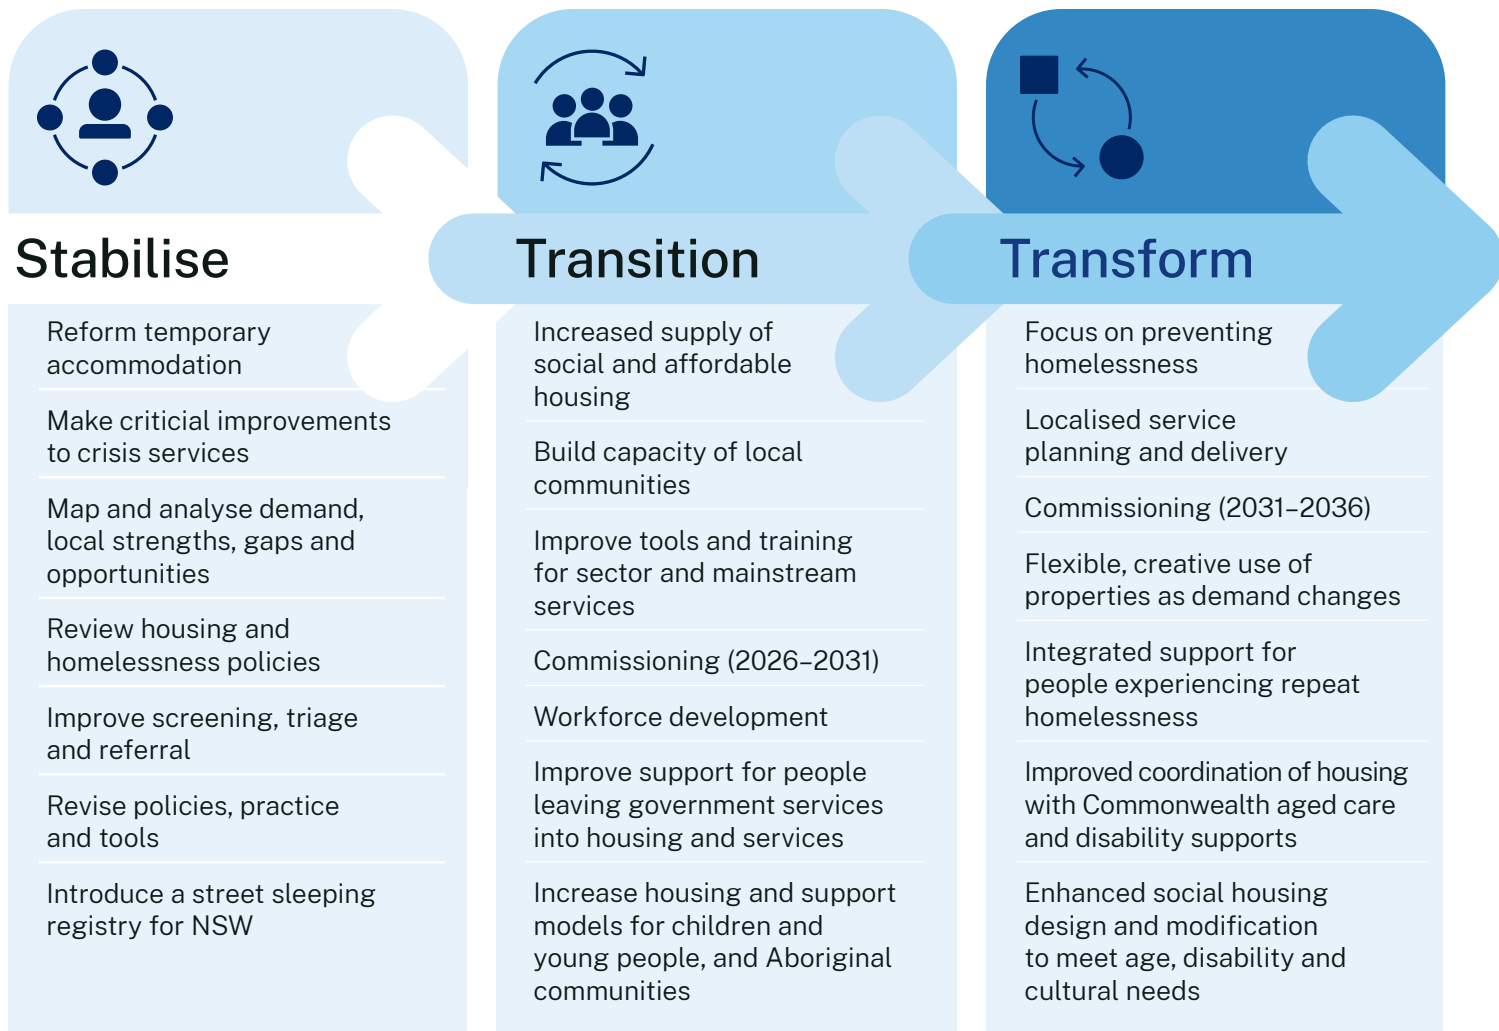 Stabilise
Reform temporary
accommodation
Make criticial improvements
to crisis services
Map and analyse demand,
local strengths, gaps and
opportunities
Review housing and
homelessness policies
Improve screening, triage
and referral
Revise policies, practice
and tools
Introduce a street sleeping
registry for NSW
Transition
Increased supply of
social and affordable
housing
Build capacity of local
communities
Improve tools and training
for sector and mainstream
services
Commissioning (2026–2031)
Workforce development
Improve support for people
leaving government services
into housing and services
Increase housing and support
models for children and
young people, and Aboriginal
communities
Transform
Focus on preventing
homelessness
Localised service
planning and delivery
Commissioning (2031–2036)
Flexible, creative use of
properties as demand changes
Integrated support for
people experiencing repeat
homelessness
Improved coordination of housing
with Commonwealth aged care
and disability supports
Enhanced social housing
design and modification
to meet age, disability and
cultural needs